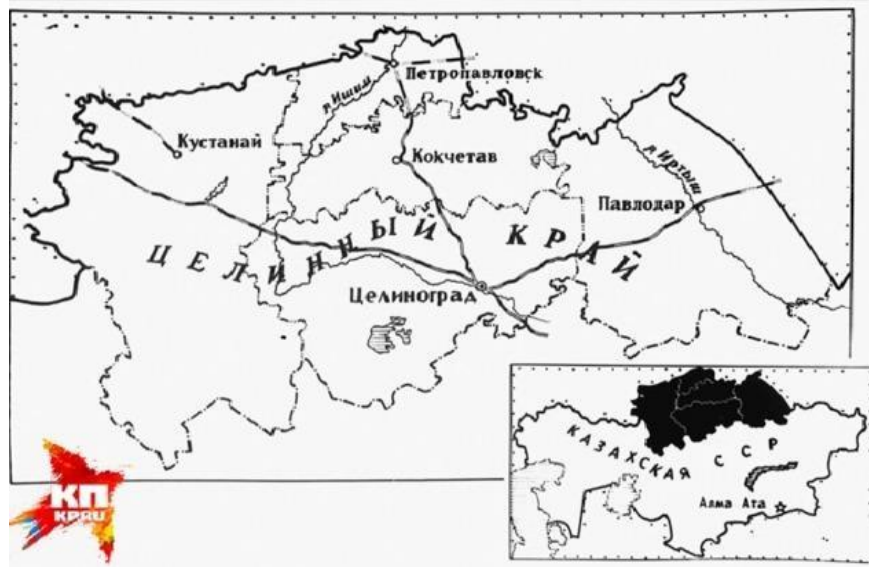 Петропавловск
р. Ишим
Кустанай
Кокчетав
р. Иртыш
Павлодар
ЦЕЛИННЫЙ КРАЙ
Целиноград
КАЗАХСКАЯ ССР
Алма Ата
КП
KP.RU